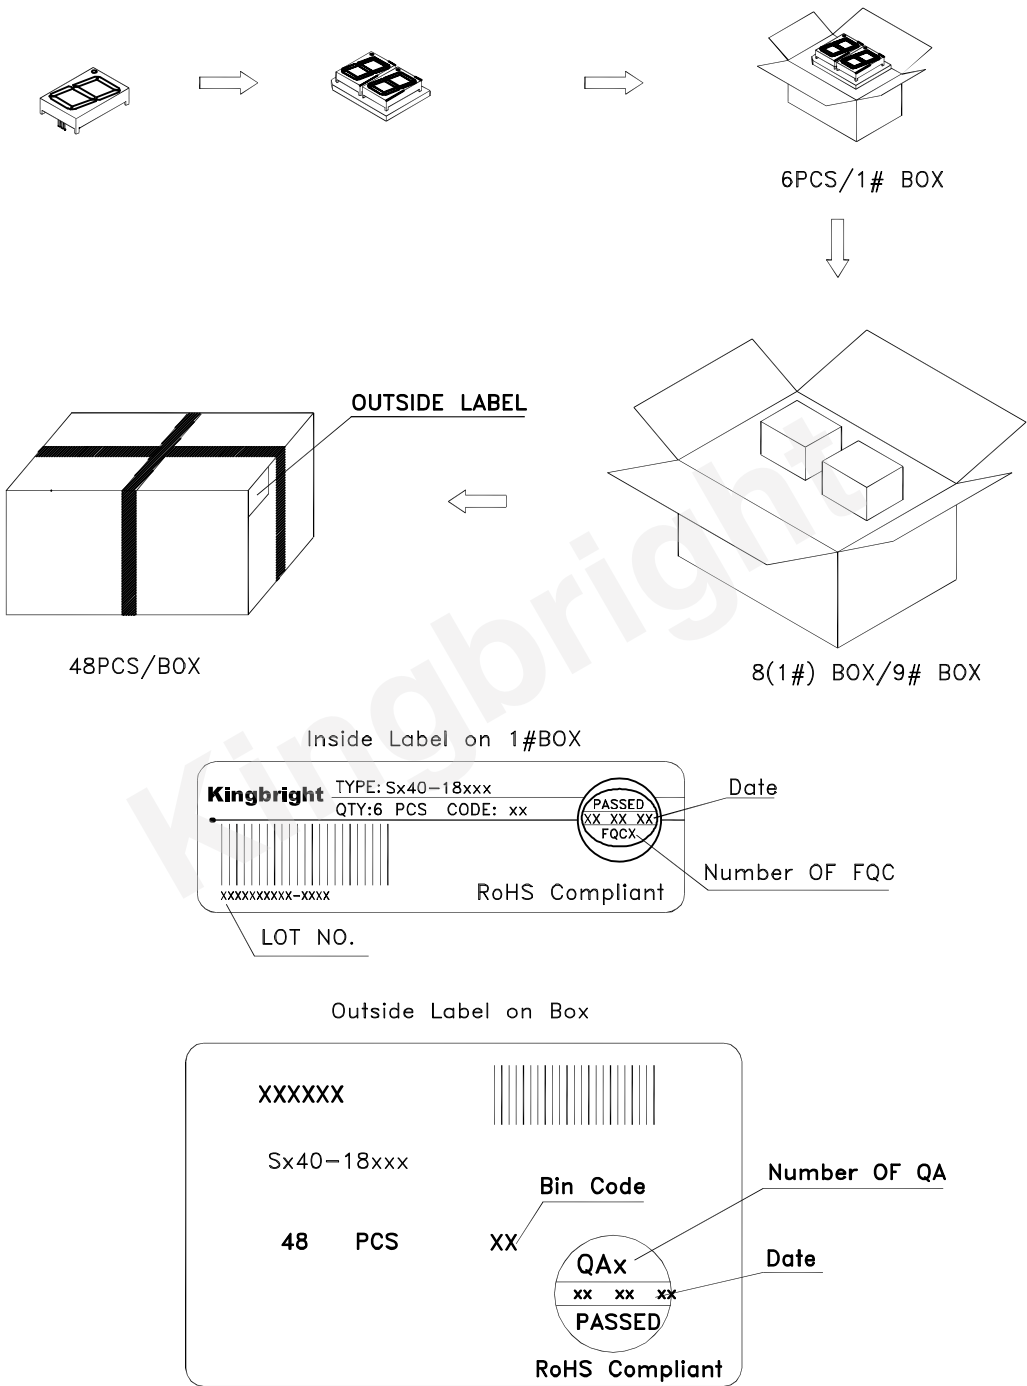 6PCS/1# BOX
OUTSIDE LABEL
48PCS/BOX
8(1#) BOX/9# BOX
Kingbright
Inside Label on 1#BOX
Kingbright
TYPE: Sx40-18xxx
QTY:6 PCS CODE: xx
PASSED
XX XX XX
FQCX
Date
Number OF FQC
xxxxxxxxxx-xxxx
RoHS Compliant
LOT NO.
Outside Label on Box
XXXXXX
Sx40-18xxx
Bin Code
Number OF QA
48 PCS XX
QAx
Date
xx xx xx
PASSED
RoHS Compliant